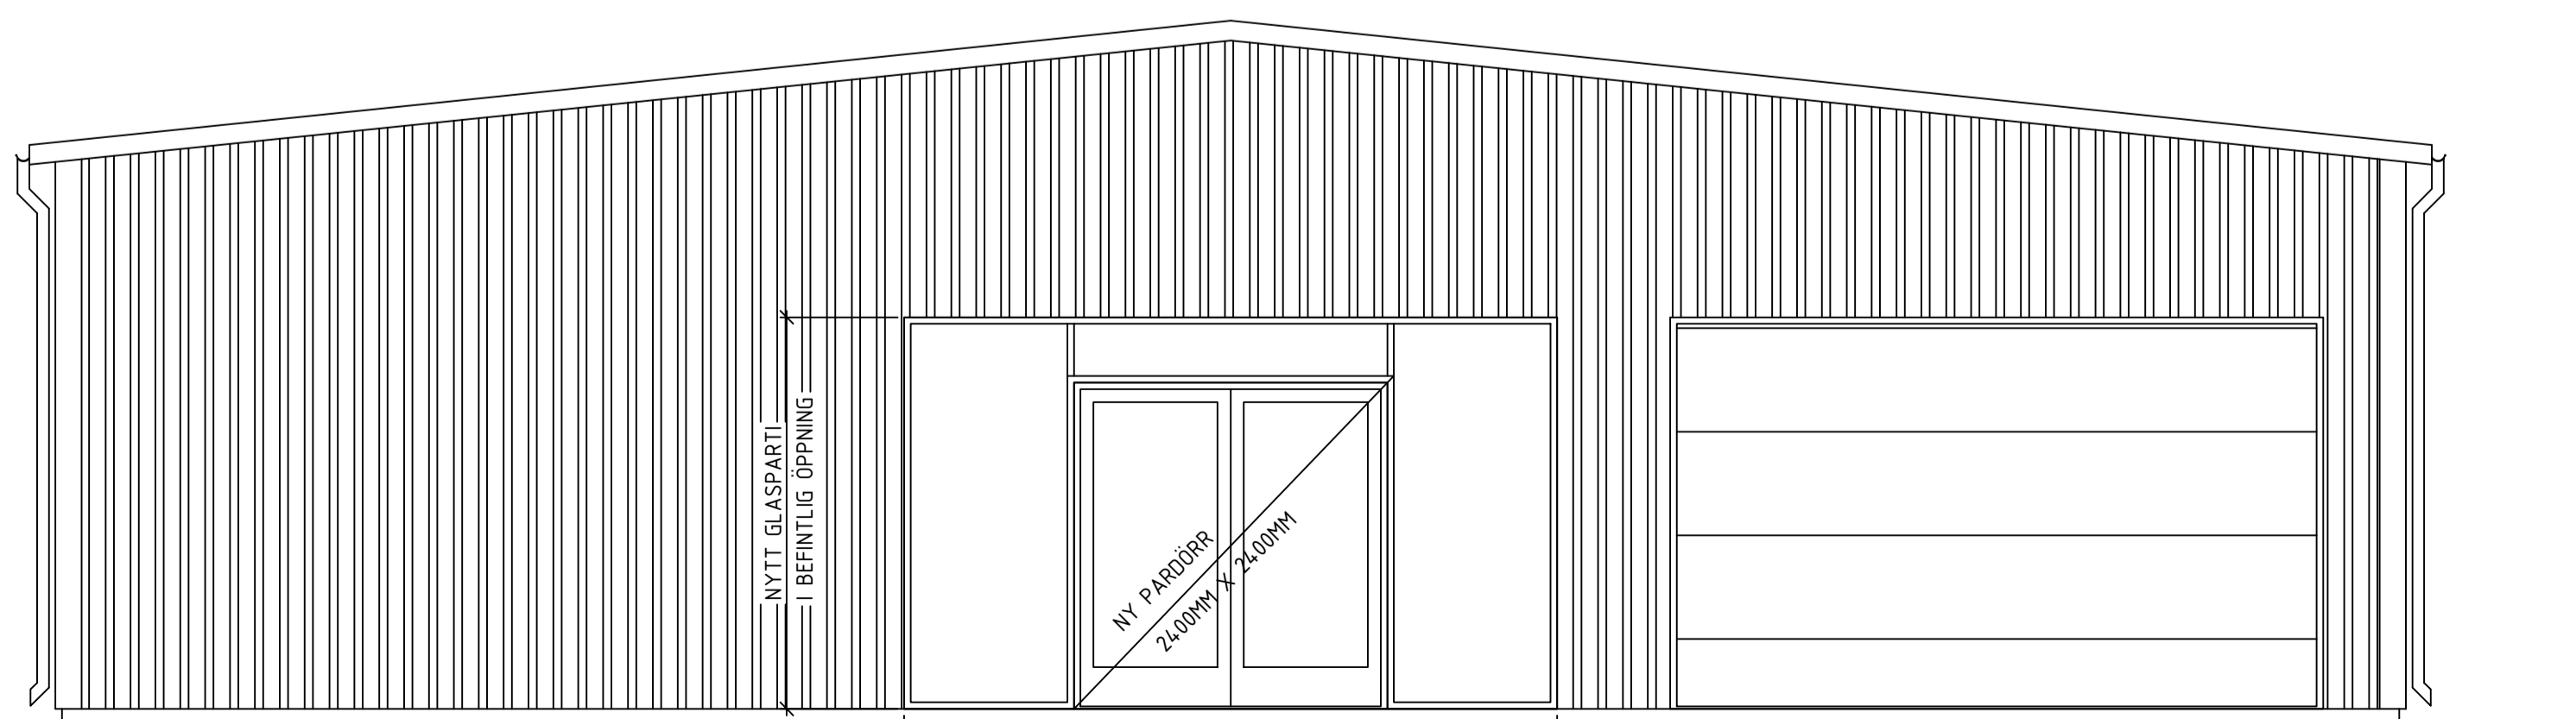 NYTT GLASPARTI
I BEFINTLIG ÖPPNING
NY PARDÖRR
2400MM X 2400MM